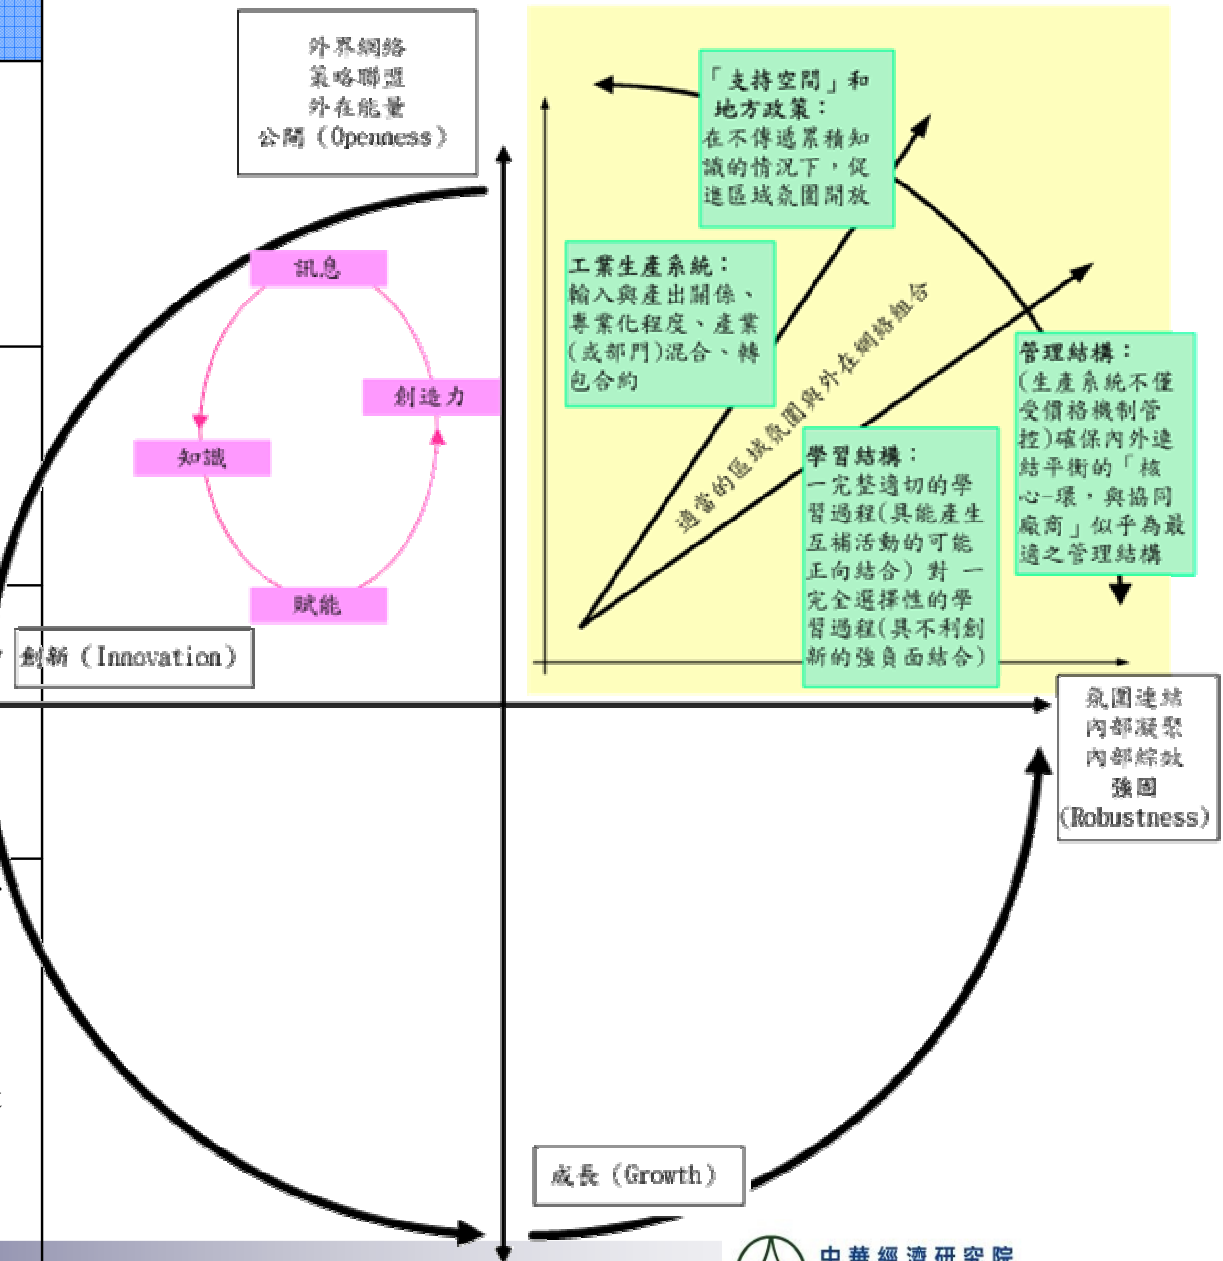 外界網絡
策略聯盟
外在能量
公開（Openness）
「支持空間」和
地方政策：
在不傳遞累積知
識的情況下，促
進區域氛圍開放
訊息
創造力
知識
賦能
工業生產系統：
輸入與產出關係、
專業化程度、產業
(或部門)混合、轉
包合約
適當的區域氛圍與外在網絡組合
管理結構：
(生產系統不僅
受價格機制管
控)確保內外連
結平衡的「核
心-環，與協同
廠商」似乎為最
適之管理結構
學習結構：
一完整適切的學
習過程(具能產生
互補活動的可能
正向結合）對 一
完全選擇性的學
習過程(具不利創
新的強負面結合)
創新（Innovation）
氛圍連結
內部凝聚
內部綜效
強固
(Robustness)
成長（Growth）
中華經濟研究院